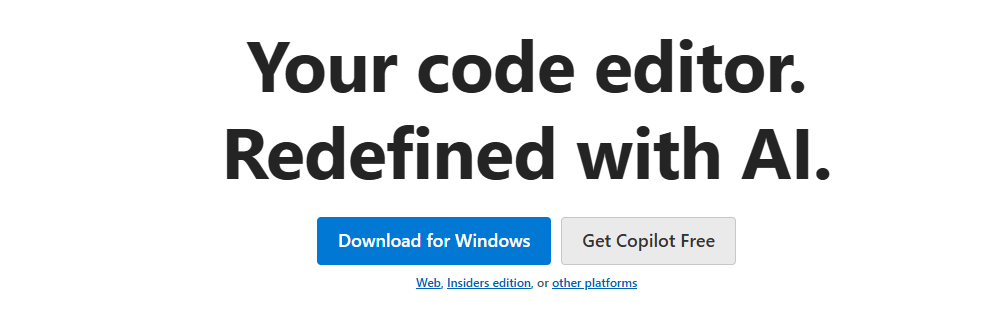 Your code editor.
Redefined with AI.
Download for Windows
Get Copilot Free
Web, Insiders edition, or other platforms